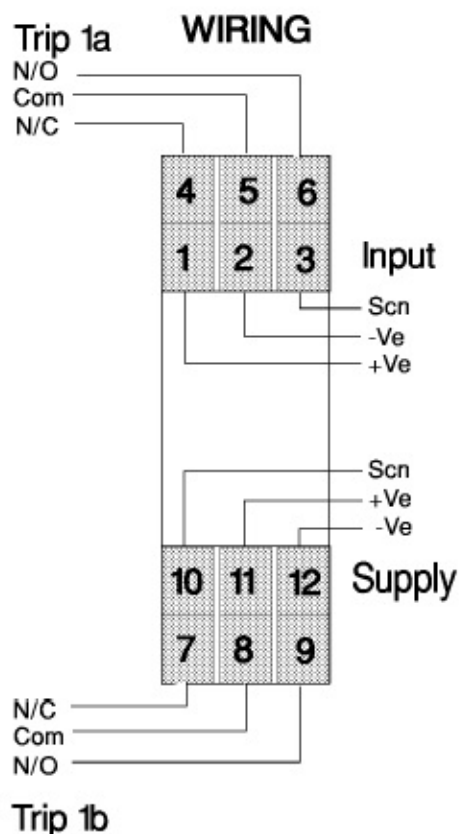 WIRING
Trip 1a
N/O
Com
N/C
4 5 6
1 2 3
Input
Scn
-Ve
+Ve
Scn
+Ve
-Ve
10 11 12
Supply
7 8 9
N/C
Com
N/O
Trip 1b